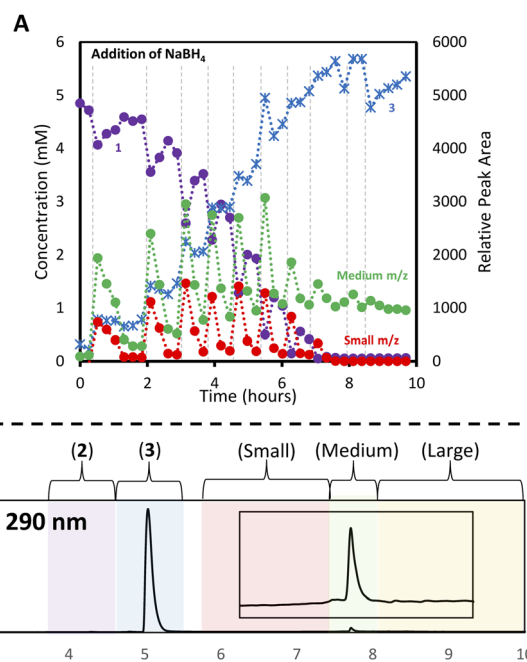 A
Addition of NaBH4
6
5
4
3
2
1
0
6000
5000
4000
3000
2000
1000
0
Concentration (mM)
Relative Peak Area
1
3
Medium m/z
Small m/z
0 2 4 6 8 10
Time (hours)
(2) (3) (Small) (Medium) (Large)
290 nm
4 5 6 7 8 9 10